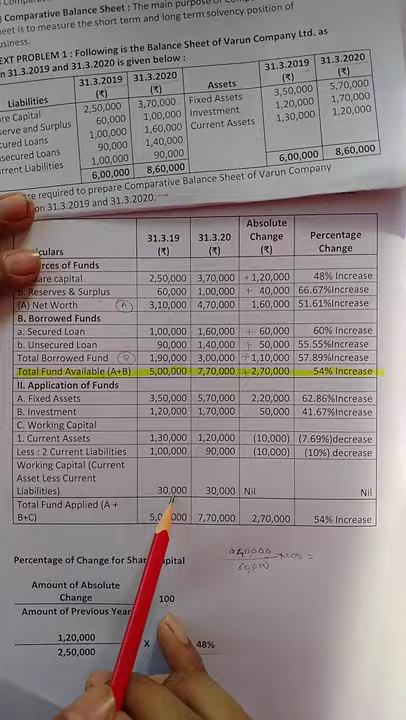 Comparative Balance Sheet : The main purpose of Comp
eet is to measure the short term and long term solvency position of
usiness.
EXT PROBLEM 1 : Following is the Balance Sheet of Varun Company Ltd. as
n 31.3.2019 and 31.3.2020 is given below :
Liabilities 31.3.2019 (₹) 31.3.2020 (₹) Assets 31.3.2019 (₹) 31.3.2020 (₹)
are Capital 2,50,000 3,70,000 Fixed Assets 3,50,000 5,70,000
serve and Surplus 60,000 1,00,000 Investment 1,20,000 1,70,000
cured Loans 1,00,000 1,60,000 Current Assets 1,30,000 1,20,000
secured Loans 90,000 1,40,000
rrent Liabilities 1,00,000 90,000
6,00,000 8,60,000 6,00,000 8,60,000
are required to prepare Comparative Balance Sheet of Varun Company
on 31.3.2019 and 31.3.2020.
culars 31.3.19 (₹) 31.3.20 (₹) Absolute Change (₹) Percentage Change
rces of Funds
are capital 2,50,000 3,70,000 +1,20,000 48% Increase
b. Reserves & Surplus 60,000 1,00,000 + 40,000 66.67%Increase
(A) Net Worth (A) 3,10,000 4,70,000 1,60,000 51.61%Increase
B. Borrowed Funds
a. Secured Loan 1,00,000 1,60,000 + 60,000 60% Increase
b. Unsecured Loan 90,000 1,40,000 + 50,000 55.55%Increase
Total Borrowed Fund 1,90,000 3,00,000 +1,10,000 57.89%Increase
Total Fund Available (A+B) 5,00,000 7,70,000 +2,70,000 54% Increase
II. Application of Funds
A. Fixed Assets 3,50,000 5,70,000 2,20,000 62.86%Increase
B. Investment 1,20,000 1,70,000 50,000 41.67%Increase
C. Working Capital
1. Current Assets 1,30,000 1,20,000 (10,000) (7.69%)decrease
Less : 2 Current Liabilities 1,00,000 90,000 (10,000) (10%) decrease
Working Capital (Current
Asset Less Current
Liabilities) 30,000 30,000 Nil Nil
Total Fund Applied (A +
B+C) 5,0 000 7,70,000 2,70,000 54% Increase
Percentage of Change for Shar pital
40,000
60,000 ×100 =
Amount of Absolute
Change
100
Amount of Previous Year
1,20,000
2,50,000
X
48%